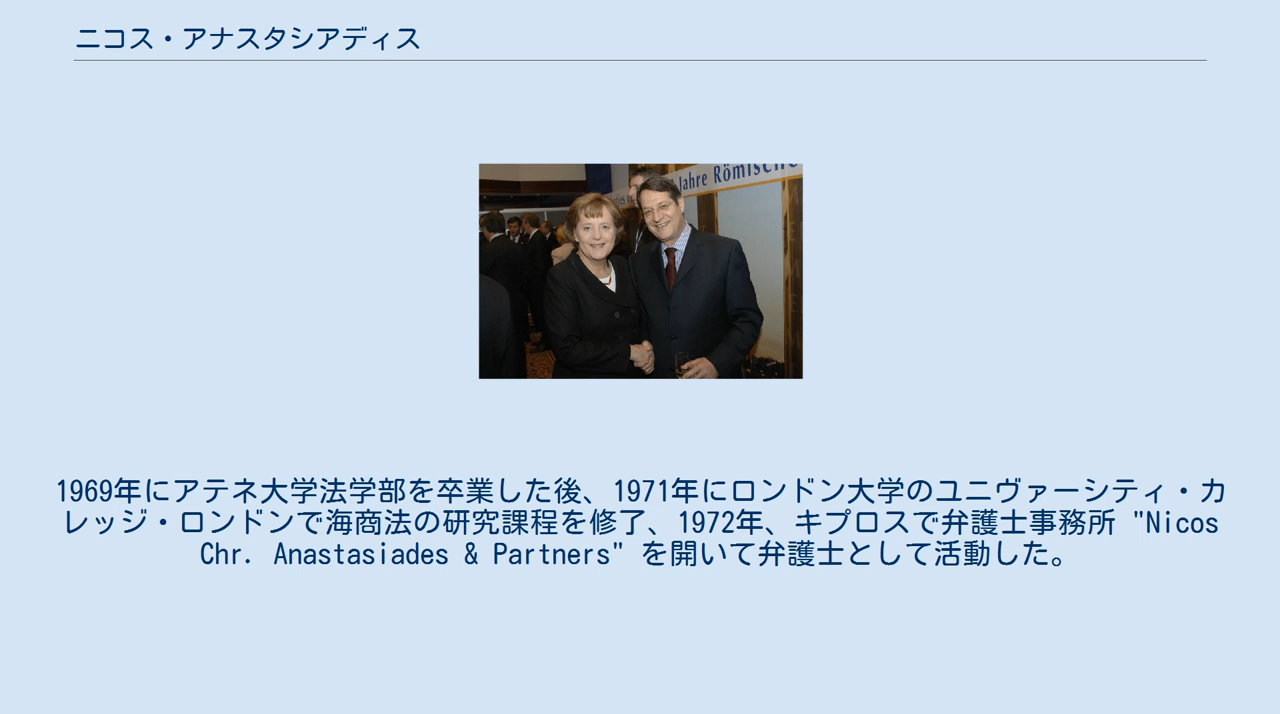 ニコス・アナスタシアディス
Jahre Römische
1969年にアテネ大学法学部を卒業した後、1971年にロンドン大学のユニヴァーシティ・カ
レッジ・ロンドンで海商法の研究課程を修了、1972年、キプロスで弁護士事務所 "Nicos
Chr. Anastasiades & Partners" を開いて弁護士として活動した。